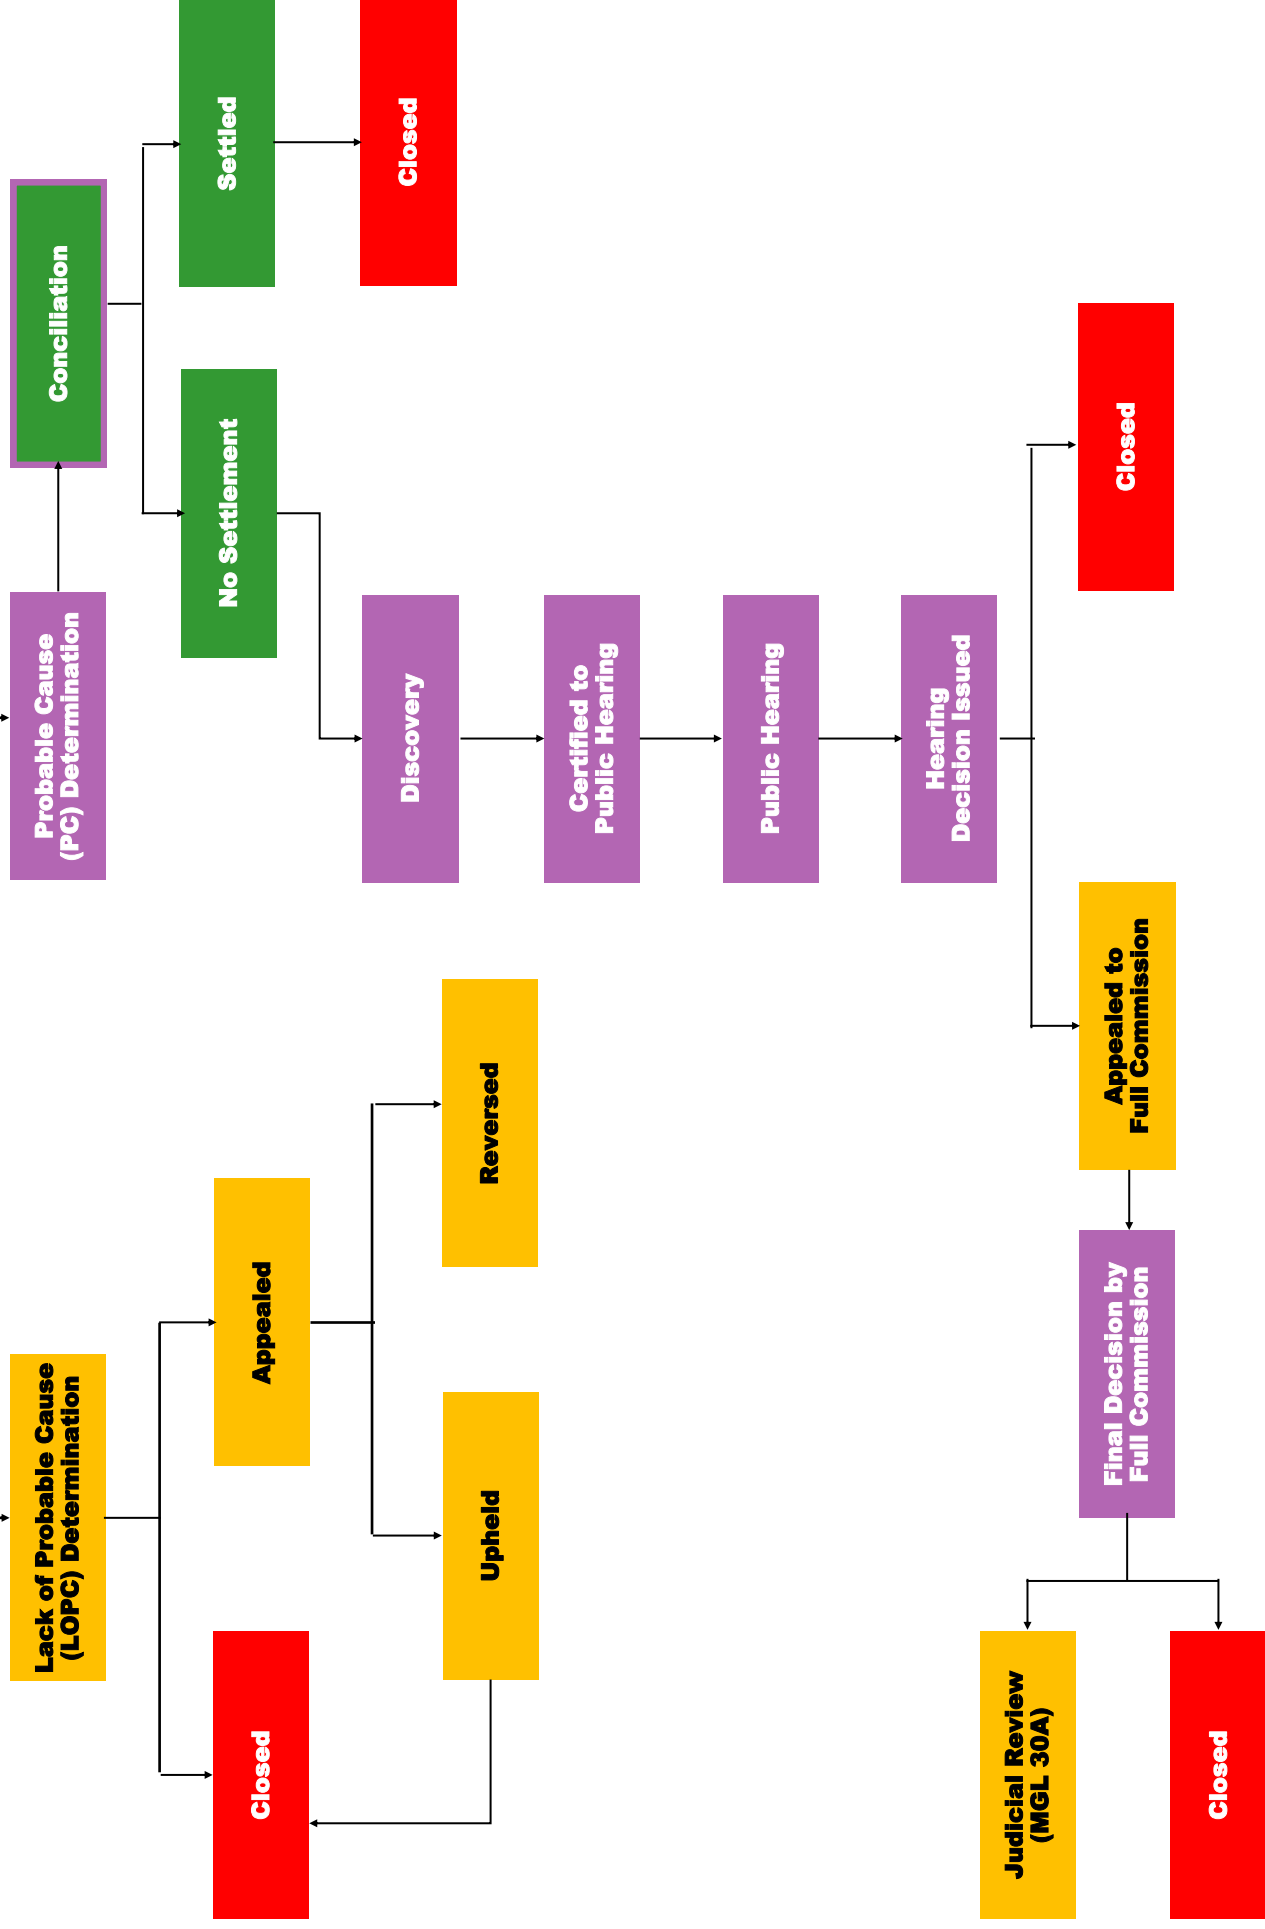 Settled
Closed
Conciliation
No Settlement
Closed
Probable Cause
(PC) Determination
Discovery
Certified to
Public Hearing
Public Hearing
Hearing
Decision Issued
Appealed to
Full Commission
Reversed
Appealed
Lack of Probable Cause
(LOPC) Determination
Upheld
Final Decision by
Full Commission
Closed
Judicial Review
(MGL 30A)
Closed